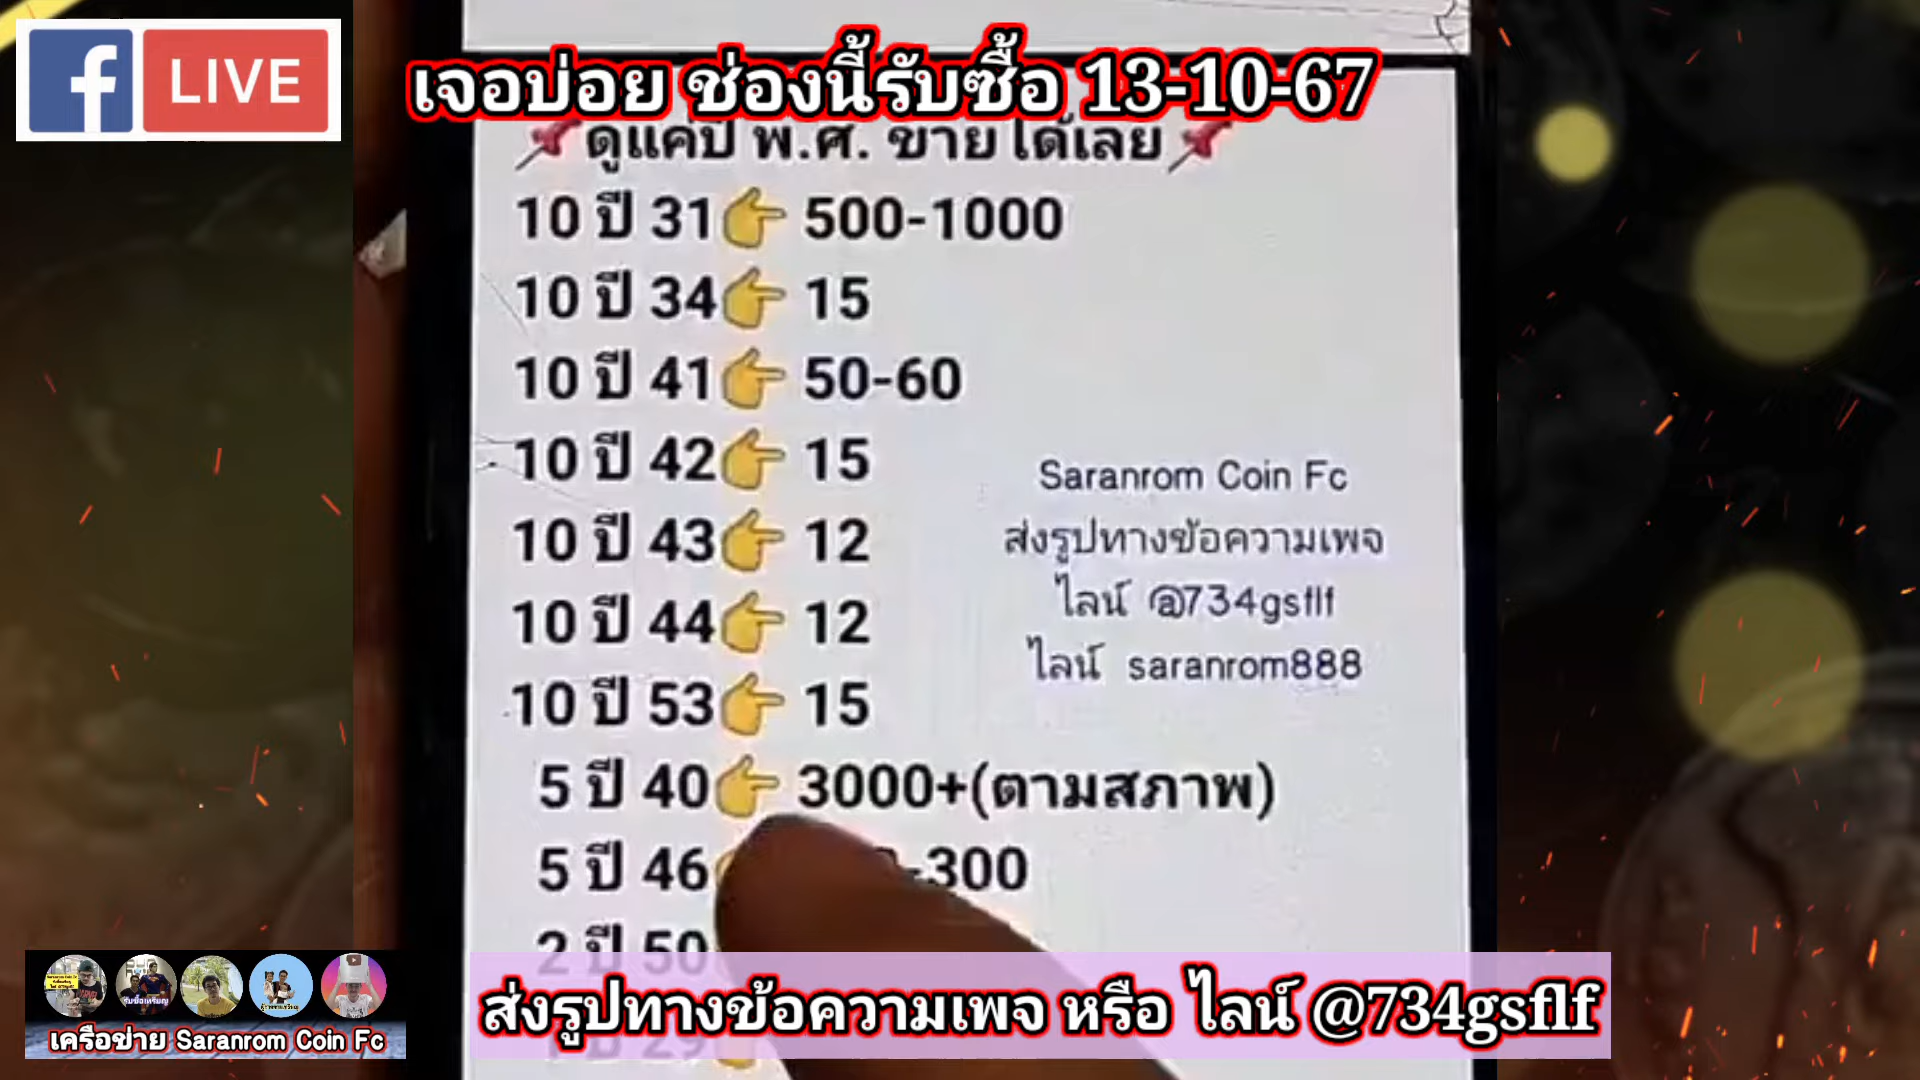 LIVE
เจอบ่อย ช่องนี้รับซื้อ 13-10-67
📌ดูแค่ปี พ.ศ. ขายได้เลย📌
10 ปี 31👉 500-1000
10 ปี 34👉 15
10 ปี 41👉 50-60
10 ปี 42👉 15
10 ปี 43👉 12
10 ปี 44👉 12
10 ปี 53👉 15
5 ปี 40👉 3000+(ตามสภาพ)
5 ปี 46 -300
2 ปี 50
Saranrom Coin Fc
ส่งรูปทางข้อความเพจ
ไลน์ @734gsflf
ไลน์ saranrom888
ส่งรูปทางข้อความเพจ หรือ ไลน์ @734gsflf
1 ปี 29
เครือข่าย Saranrom Coin Fc